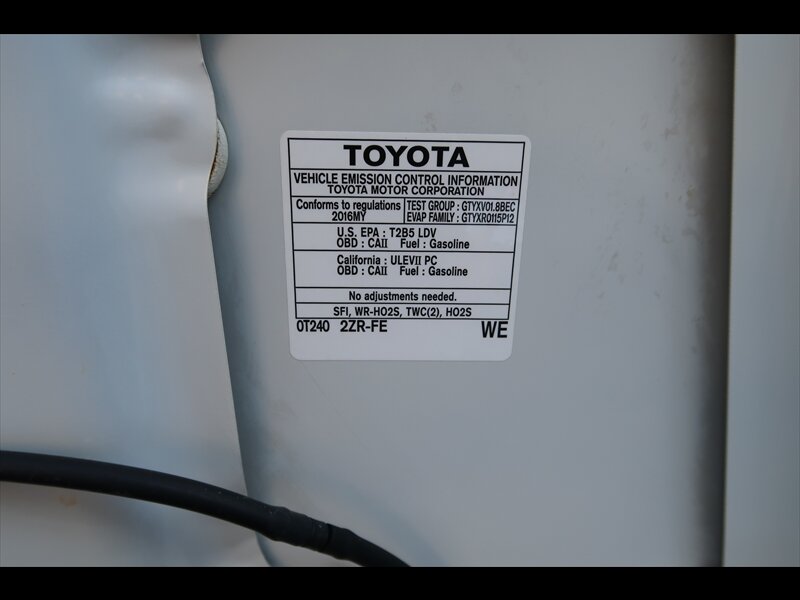 TOYOTA
VEHICLE EMISSION CONTROL INFORMATION
TOYOTA MOTOR CORPORATION
Conforms to regulations
2016MY
TEST GROUP : GTYXV01.8BEC
EVAP FAMILY : GTYXR0115P12
U.S. EPA : T2B5 LDV
OBD : CAII Fuel : Gasoline
California : ULEVII PC
OBD : CAII Fuel : Gasoline
No adjustments needed.
SFI, WR-HO2S, TWC(2), HO2S
0T240 2ZR-FE WE